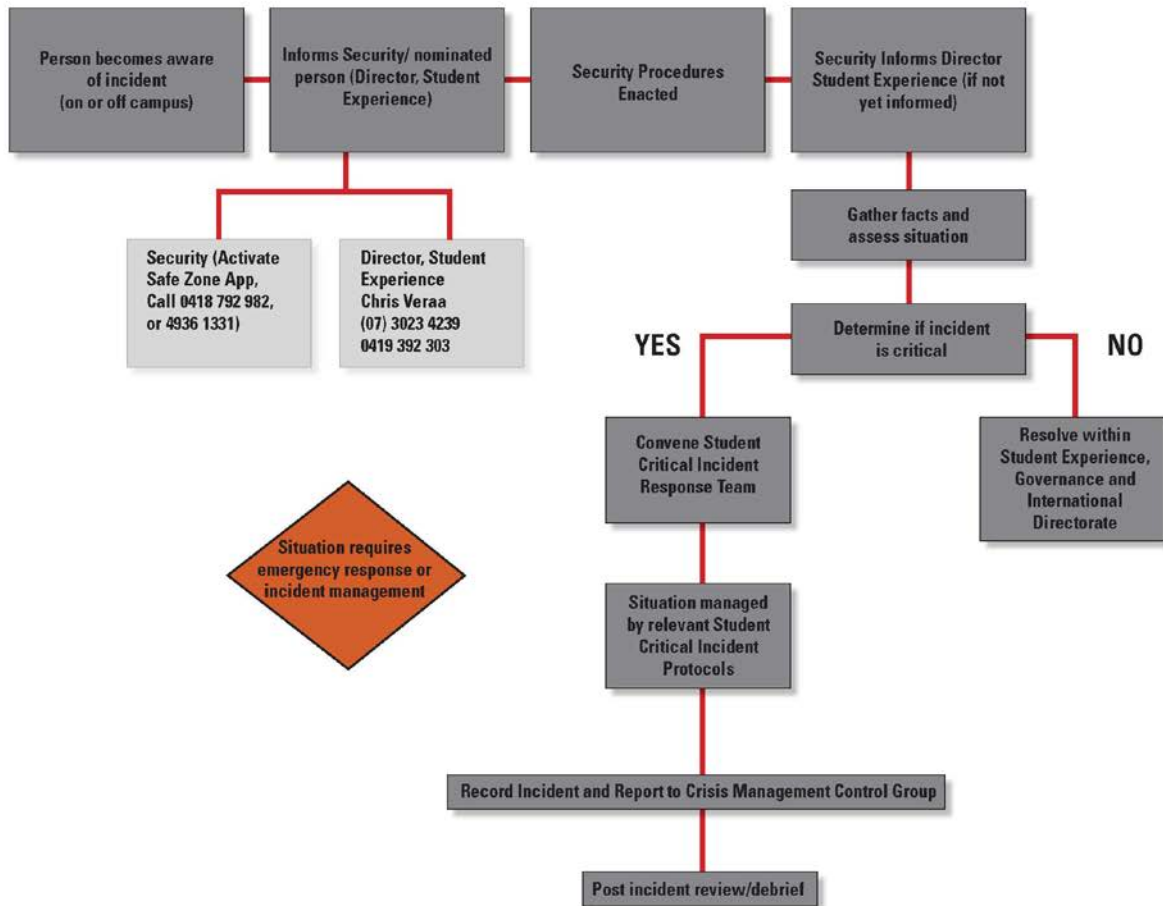 Person becomes aware
of incident
(on or off campus)
Informs Security/ nominated
person (Director, Student
Experience)
Security Procedures
Enacted
Security Informs Director
Student Experience (if not
yet informed)
Security (Activate
Safe Zone App,
Call 0418 792 982,
or 4936 1331)
Director, Student
Experience
Chris Veraa
(07) 3023 4239
0419 392 303
Gather facts and
assess situation
Determine if incident
is critical
YES
NO
Convene Student
Critical Incident
Response Team
Resolve within
Student Experience,
Governance and
International
Directorate
Situation requires
emergency response or
incident management
Situation managed
by relevant Student
Critical Incident
Protocols
Record Incident and Report to Crisis Management Control Group
Post incident review/debrief